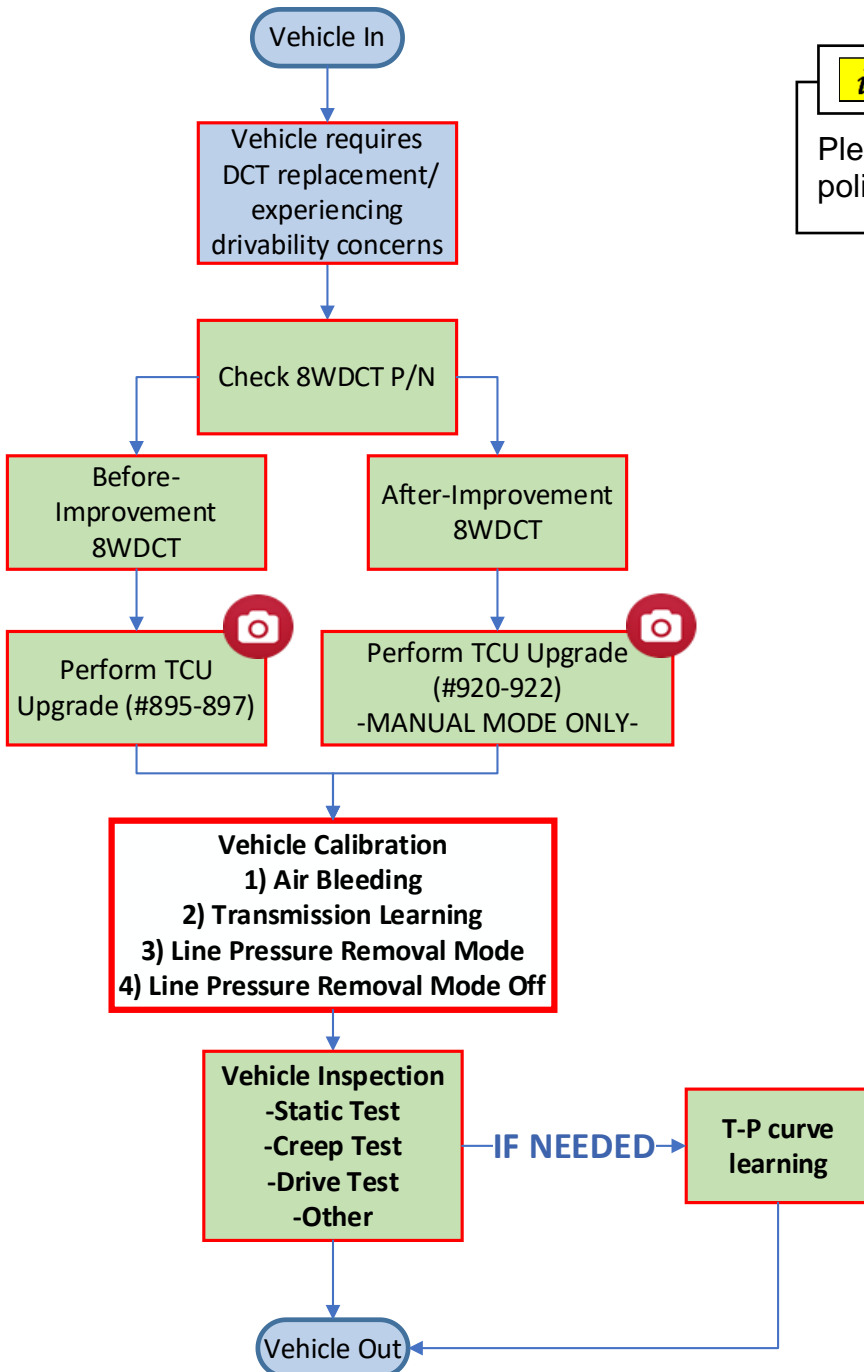 Vehicle In
i
Vehicle requires
DCT replacement/
experiencing
drivability concerns
Check 8WDCT P/N
Before-
Improvement
8WDCT
After-Improvement
8WDCT
Perform TCU
Upgrade (#895-897)
Perform TCU Upgrade
(#920-922)
-MANUAL MODE ONLY-
Vehicle Calibration
1) Air Bleeding
2) Transmission Learning
3) Line Pressure Removal Mode
4) Line Pressure Removal Mode Off
Vehicle Inspection
-Static Test
-Creep Test
-Drive Test
-Other
IF NEEDED
T-P curve
learning
Vehicle Out